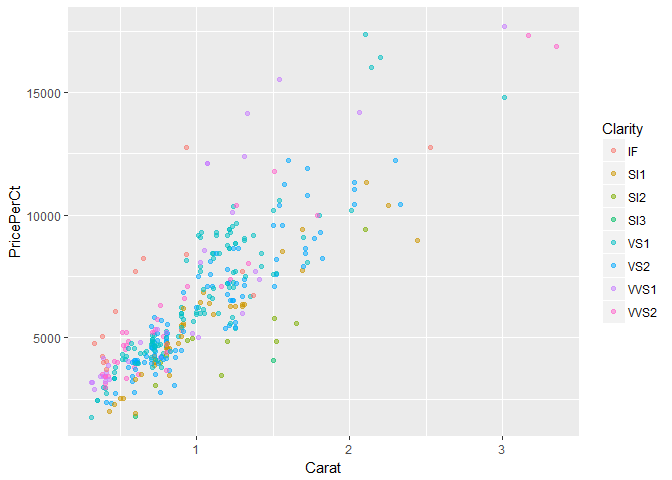 15000
10000
5000
PricePerCt
1
2
3
Carat
Clarity
IF
SI1
SI2
SI3
VS1
VS2
VVS1
VVS2